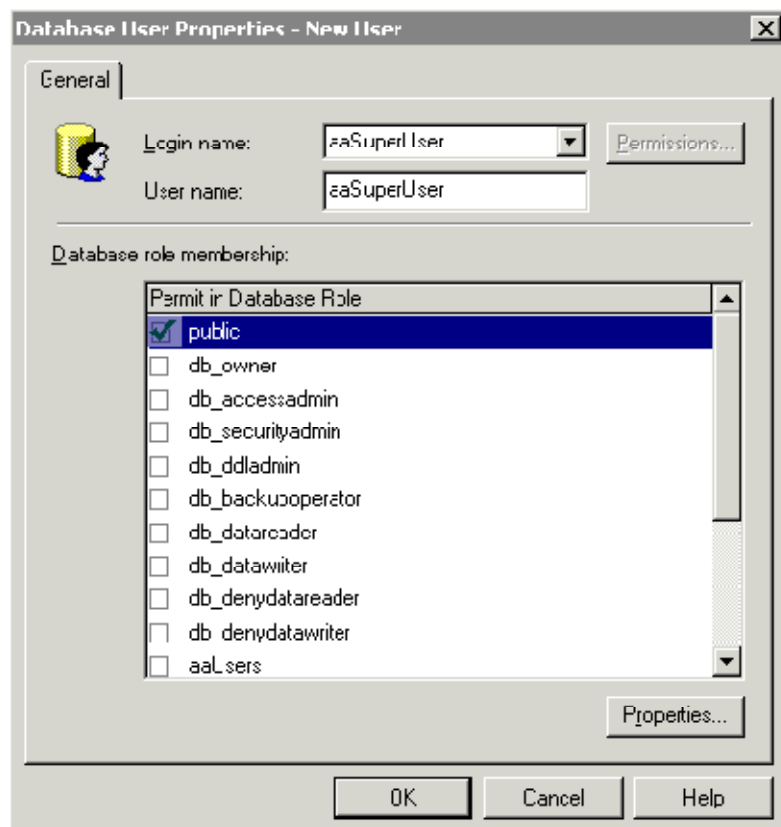 Database User Properties - New User
General
Login name: aaSuperUser Permissions...
User name: aaSuperUser
Database role membership:
Permit in Database Role
public
db_owner
db_accessadmin
db_securityadmin
db_ddladmin
db_backupoperator
db_datareader
db_datawriter
db_denydatareader
db_denydatawriter
aaUsers
Properties...
OK Cancel Help